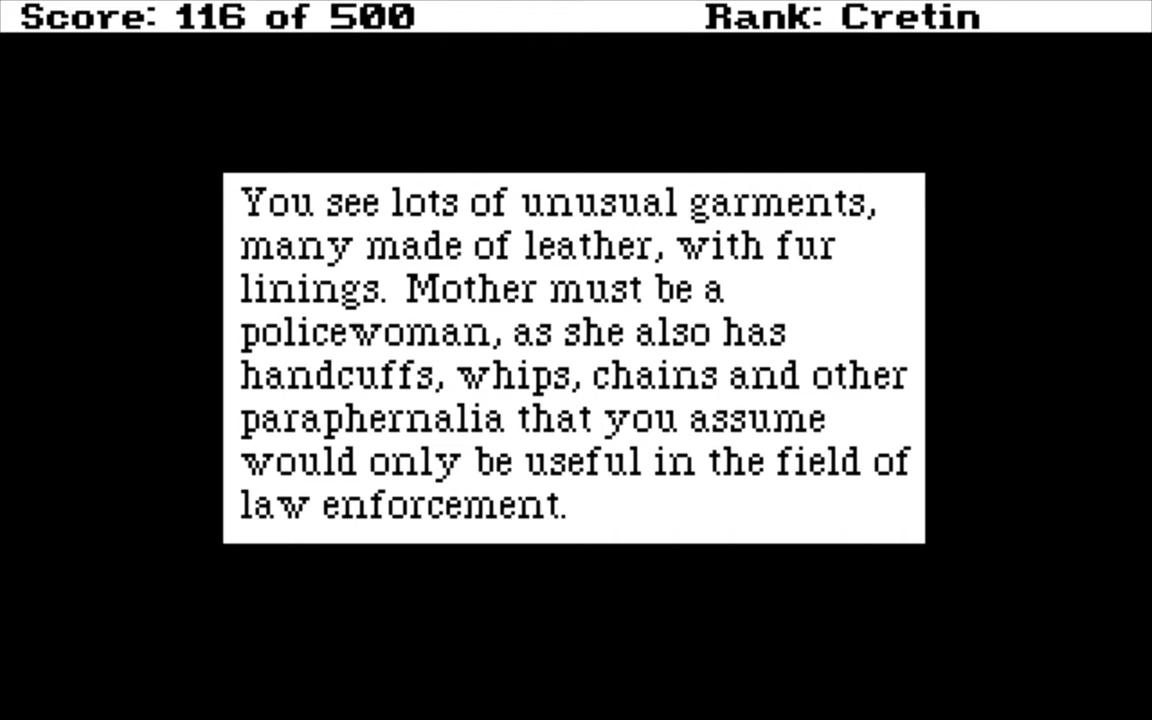 Score: 116 of 500 Rank: Cretin
You see lots of unusual garments,
many made of leather, with fur
linings. Mother must be a
policewoman, as she also has
handcuffs, whips, chains and other
paraphernalia that you assume
would only be useful in the field of
law enforcement.